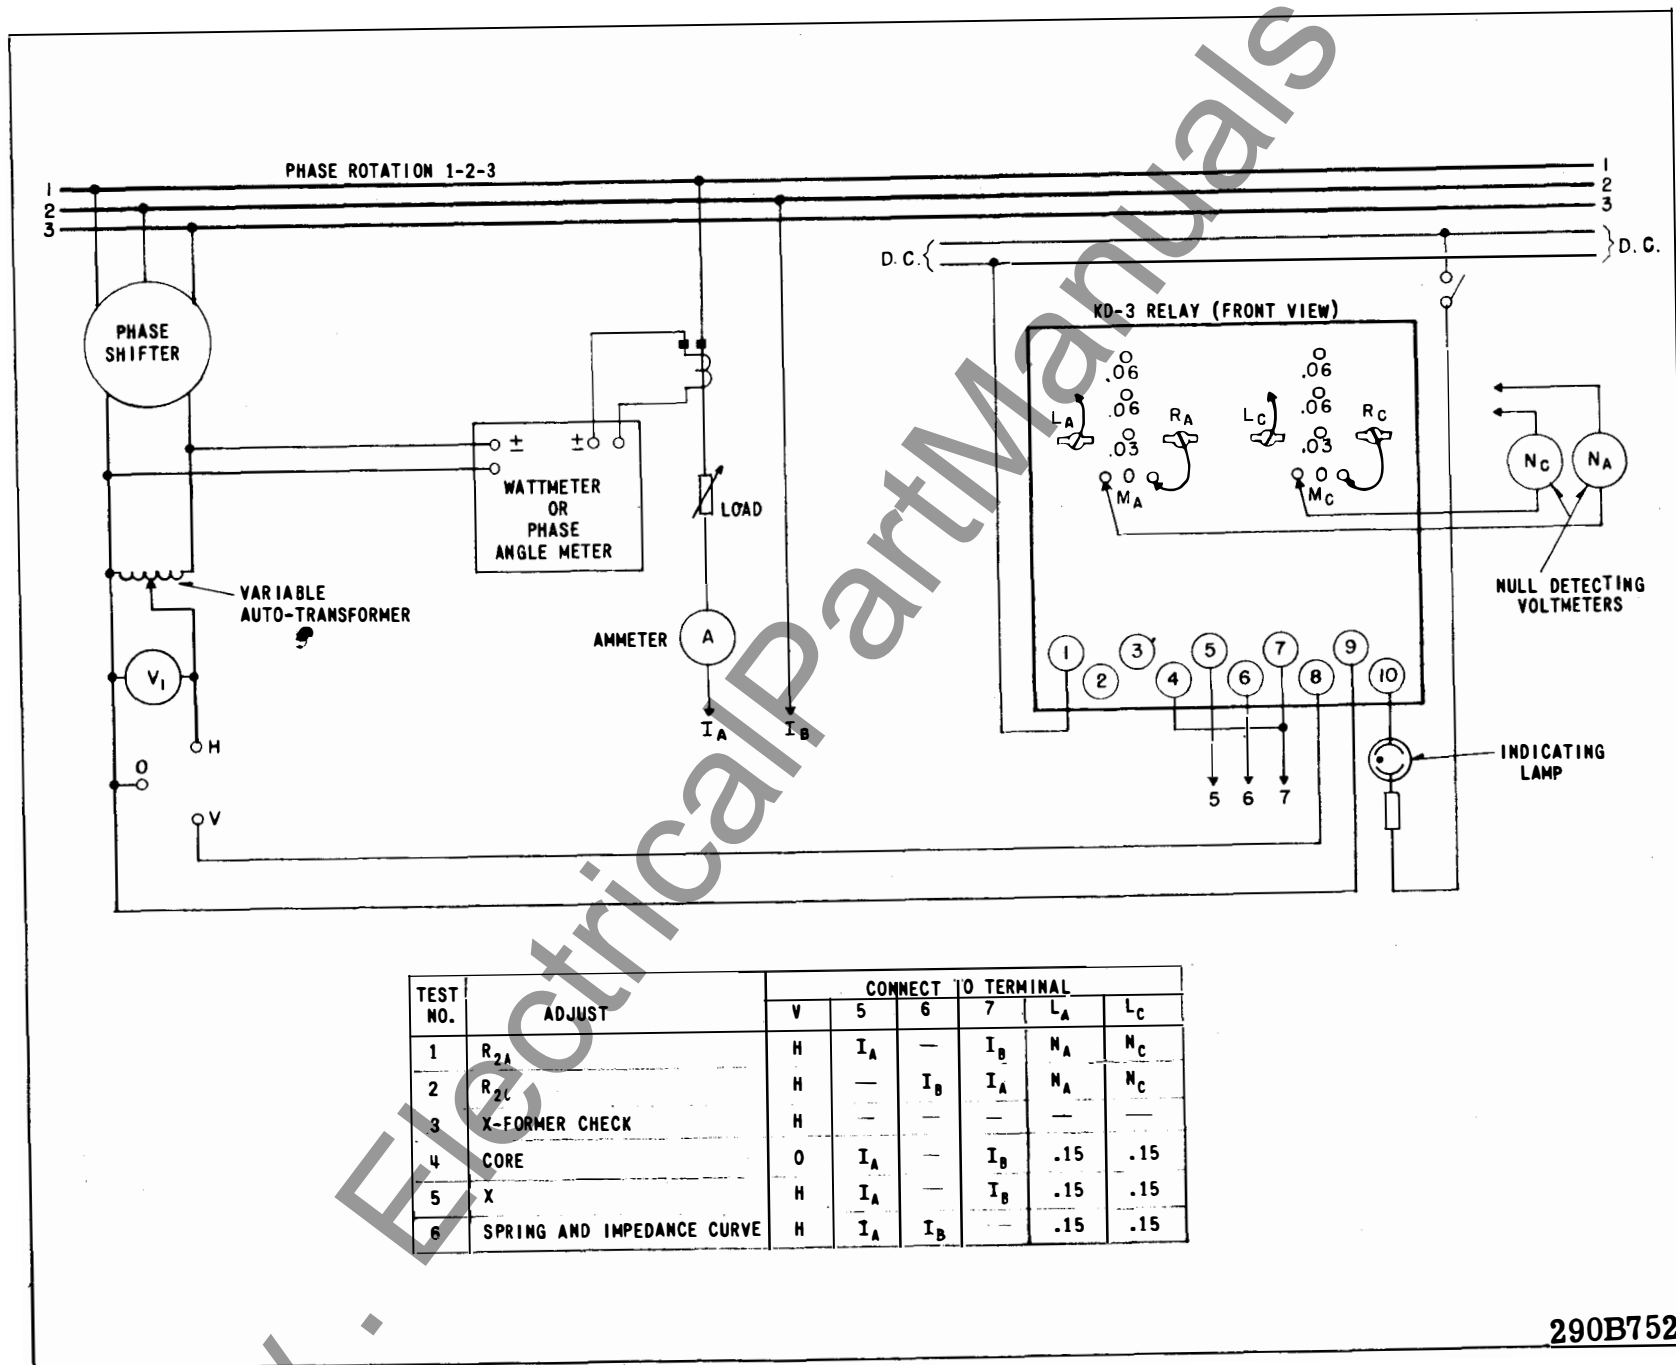 PHASE ROTATION 1-2-3
1
2
3
1
2
3
D. C.
D. C.
PHASE
SHIFTER
±
±
WATTMETER
OR
PHASE
ANGLE METER
LOAD
VARIABLE
AUTO-TRANSFORMER
AMMETER
A
V1
H
O
V
IA
IB
KD-3 RELAY (FRONT VIEW)
.06
.06
.03
O
LA
RA
MA
.06
.06
.03
O
LC
RC
MC
NC
NA
NULL DETECTING
VOLTMETERS
1
2
3
4
5
6
7
8
9
10
5
6
7
INDICATING
LAMP
TEST NO. ADJUST CONNECT TO TERMINAL
V 5 6 7 LA LC
1 R2A H IA — IB NA NC
2 R2C H — IB IA NA NC
3 X-FORMER CHECK H — — — — —
4 CORE O IA — IB .15 .15
5 X H IA — IB .15 .15
6 SPRING AND IMPEDANCE CURVE H IA IB — .15 .15
290B752
. ElectricalPartManuals